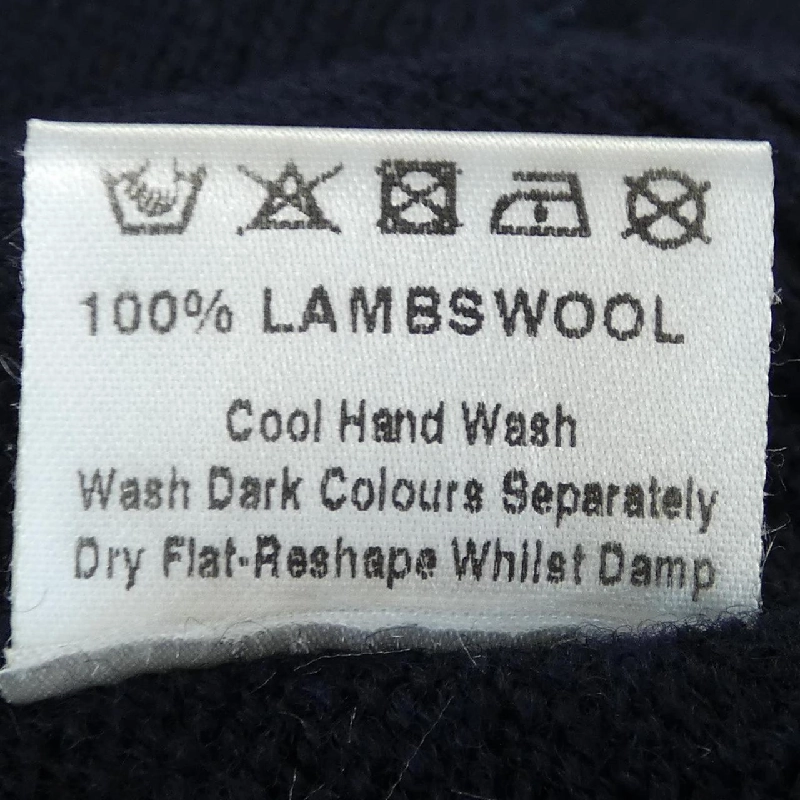 100% LAMBSWOOL
Cool Hand Wash
Wash Dark Colours Separately
Dry Flat-Reshape Whilst Damp